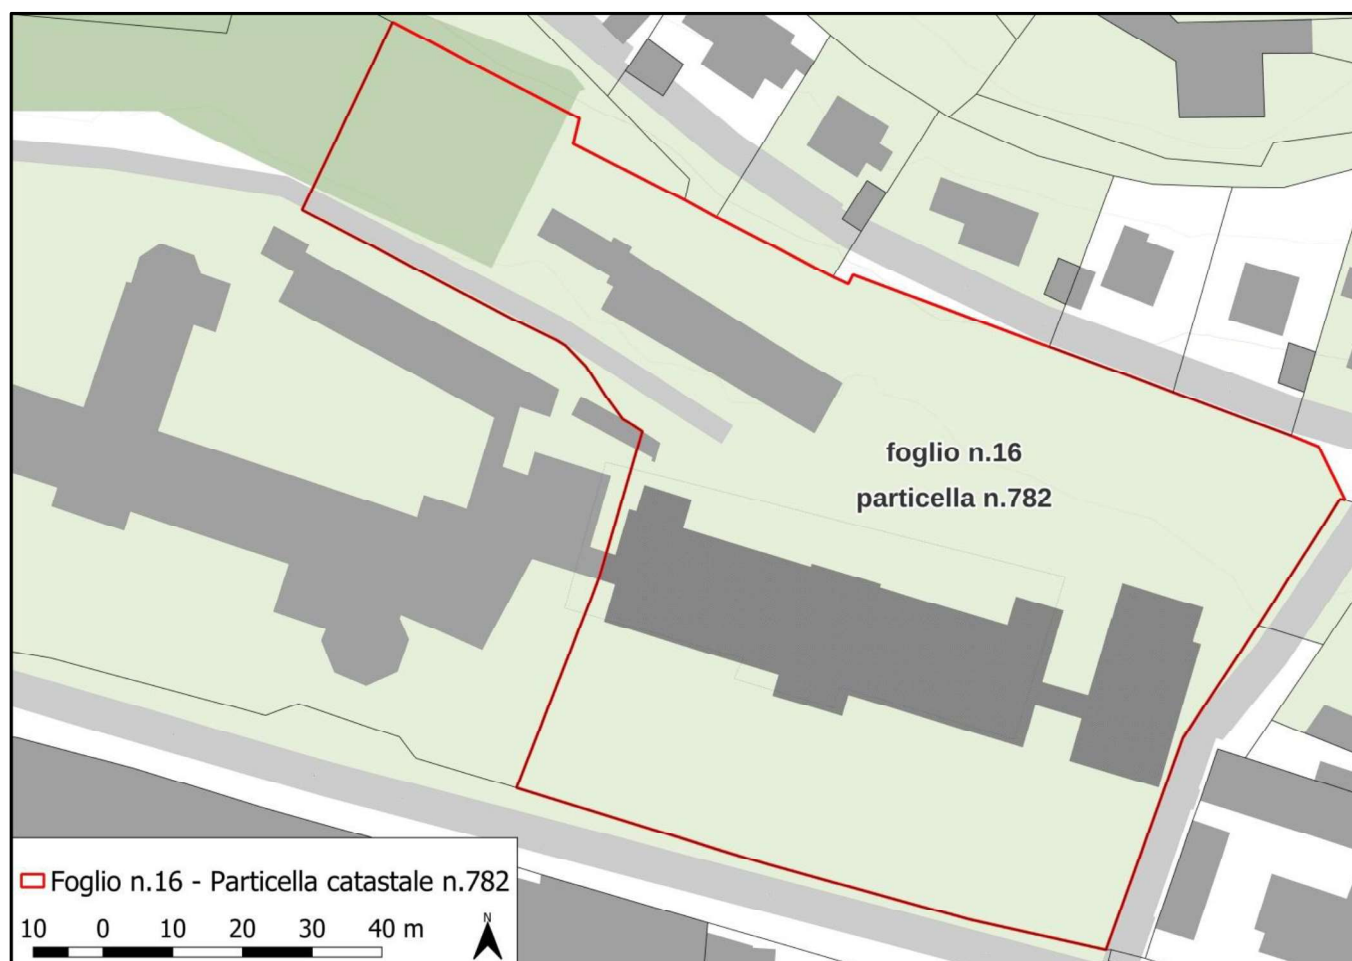 foglio n.16
particella n.782
Foglio n.16 - Particella catastale n.782
10 0 10 20 30 40 m
N